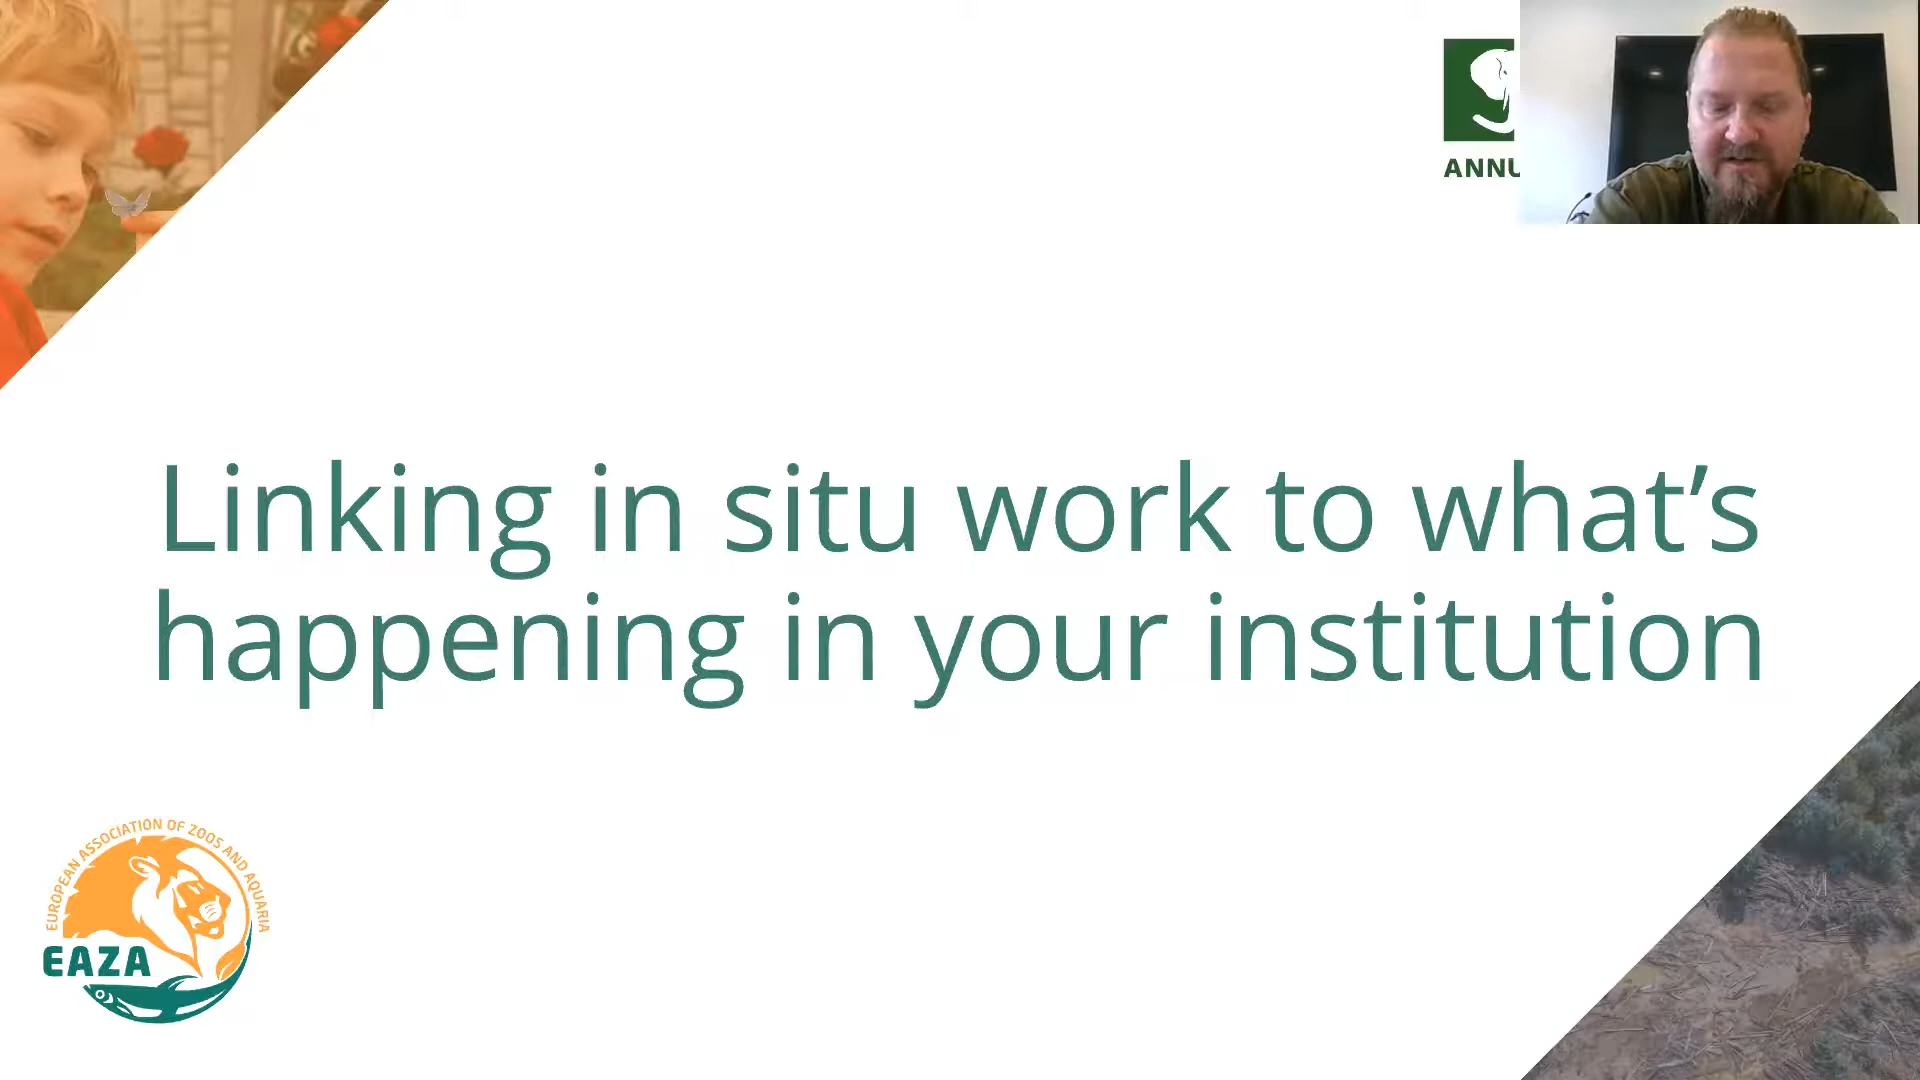 ANNU
Linking in situ work to what’s
happening in your institution
EUROPEAN ASSOCIATION OF ZOOS AND AQUARIA
EAZA